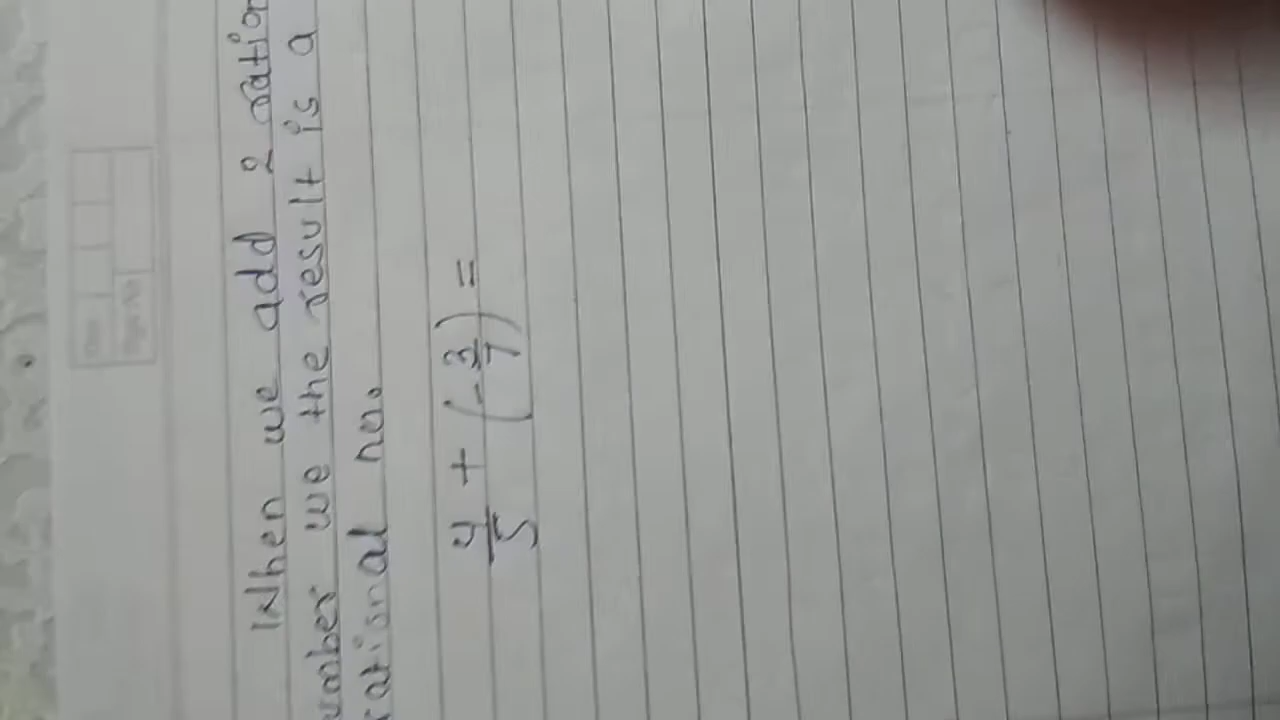 When we add 2 ratio
umber we the result is a
rational no.
4/5 + (-3/7) =